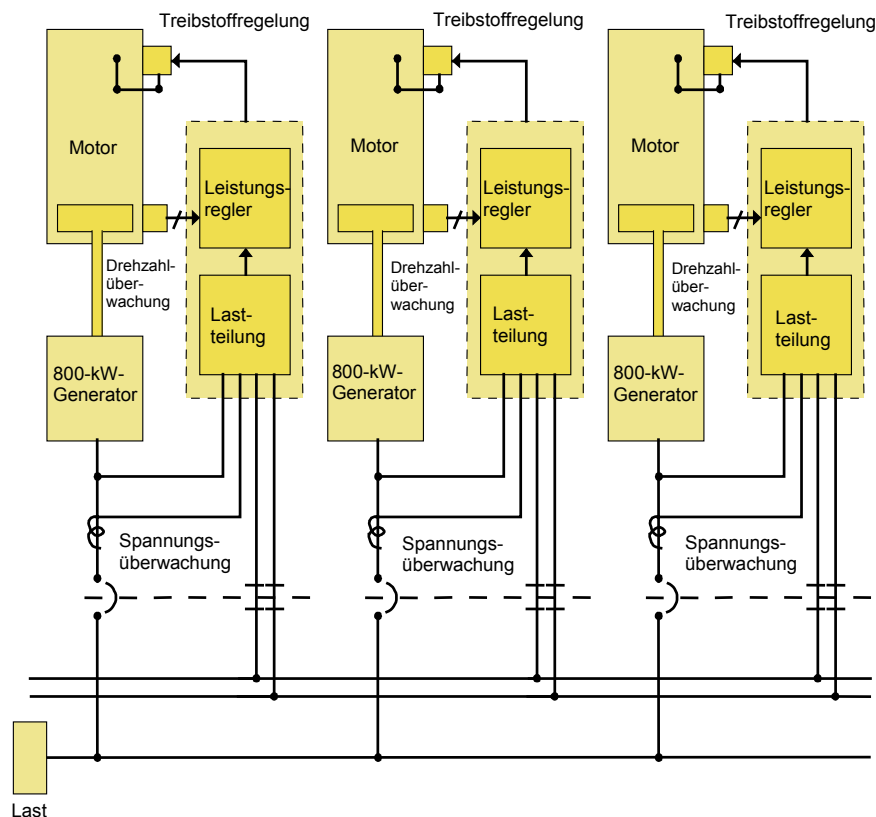 Treibstoffregelung
Treibstoffregelung
Treibstoffregelung
Motor
Leistungs-
regler
Motor
Leistungs-
regler
Motor
Leistungs-
regler
Drehzahl-
über-
wachung
Last-
teilung
Drehzahl-
über-
wachung
Last-
teilung
Drehzahl-
über-
wachung
Last-
teilung
800-kW-
Generator
800-kW-
Generator
800-kW-
Generator
Spannungs-
überwachung
Spannungs-
überwachung
Spannungs-
überwachung
Last